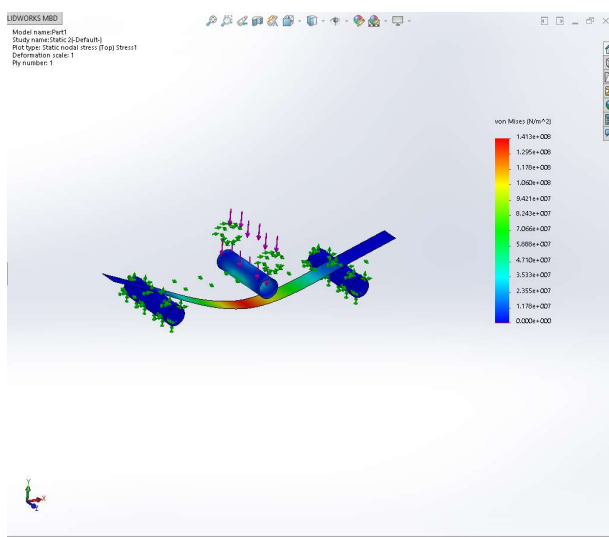 LIDWORKS MBD
Model name:Part1
Study name:Static 2(-Default-)
Plot type: Static nodal stress (Top) Stress1
Deformation scale: 1
Ply number: 1
von Mises (N/m^2)
1.413e+008
1.295e+008
1.178e+008
1.060e+008
9.421e+007
8.243e+007
7.066e+007
5.888e+007
4.710e+007
3.533e+007
2.355e+007
1.178e+007
0.000e+000
Y
X
Z